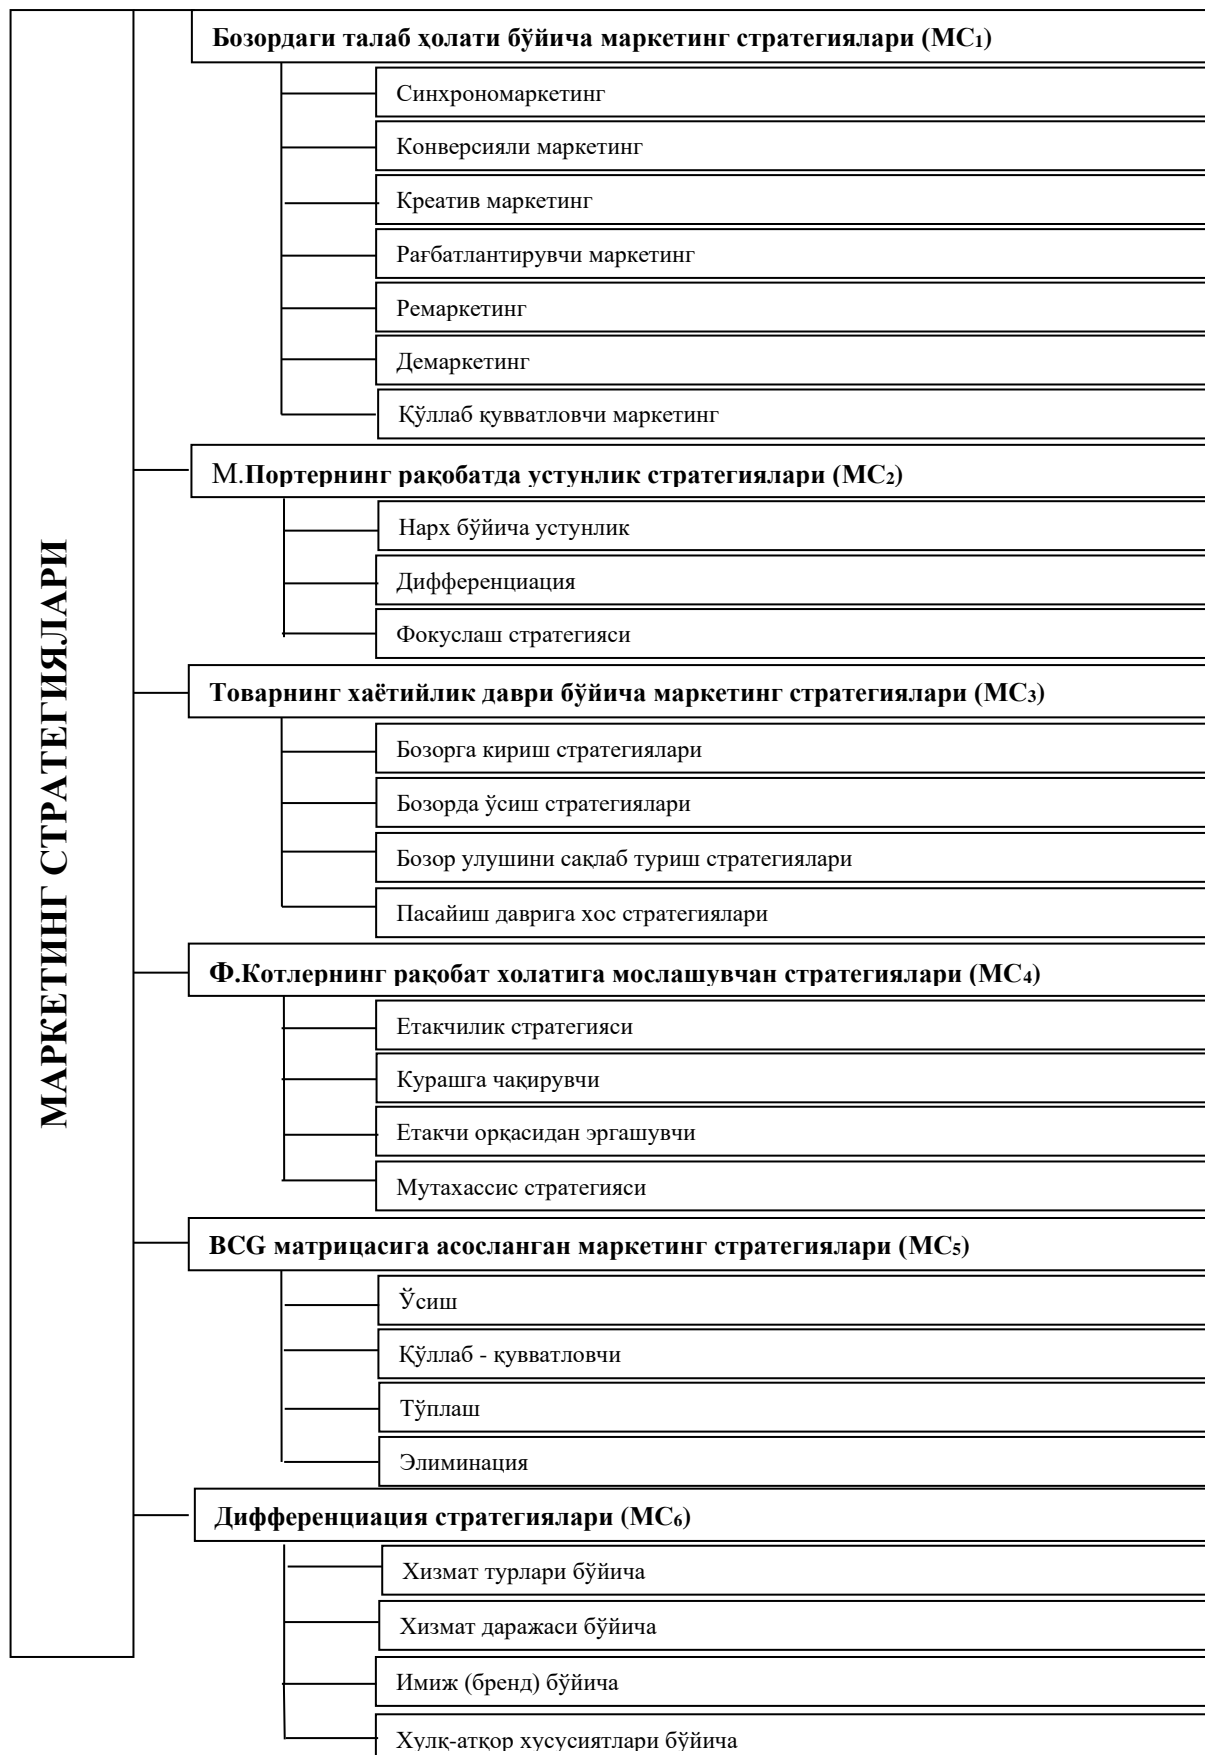 МАРКЕТИНГ СТРАТЕГИЯЛАРИ
Бозордаги талаб ҳолати бўйича маркетинг стратегиялари (МС₁)
Синхрономаркетинг
Конверсияли маркетинг
Креатив маркетинг
Рағбатлантирувчи маркетинг
Ремаркетинг
Демаркетинг
Қўллаб қувватловчи маркетинг
М.Портернинг рақобатда устунлик стратегиялари (МС₂)
Нарх бўйича устунлик
Дифференциация
Фокуслаш стратегияси
Товарнинг хаётийлик даври бўйича маркетинг стратегиялари (МС₃)
Бозорга кириш стратегиялари
Бозорда ўсиш стратегиялари
Бозор улушини сақлаб туриш стратегиялари
Пасайиш даврига хос стратегиялари
Ф.Котлернинг рақобат холатига мослашувчан стратегиялари (МС₄)
Етакчилик стратегияси
Курашга чақирувчи
Етакчи орқасидан эргашувчи
Мутахассис стратегияси
BCG матрицасига асосланган маркетинг стратегиялари (МС₅)
Ўсиш
Қўллаб - қувватловчи
Тўплаш
Элиминация
Дифференциация стратегиялари (МС₆)
Хизмат турлари бўйича
Хизмат даражаси бўйича
Имиж (бренд) бўйича
Хулқ-атқор хусусиятлари бўйича